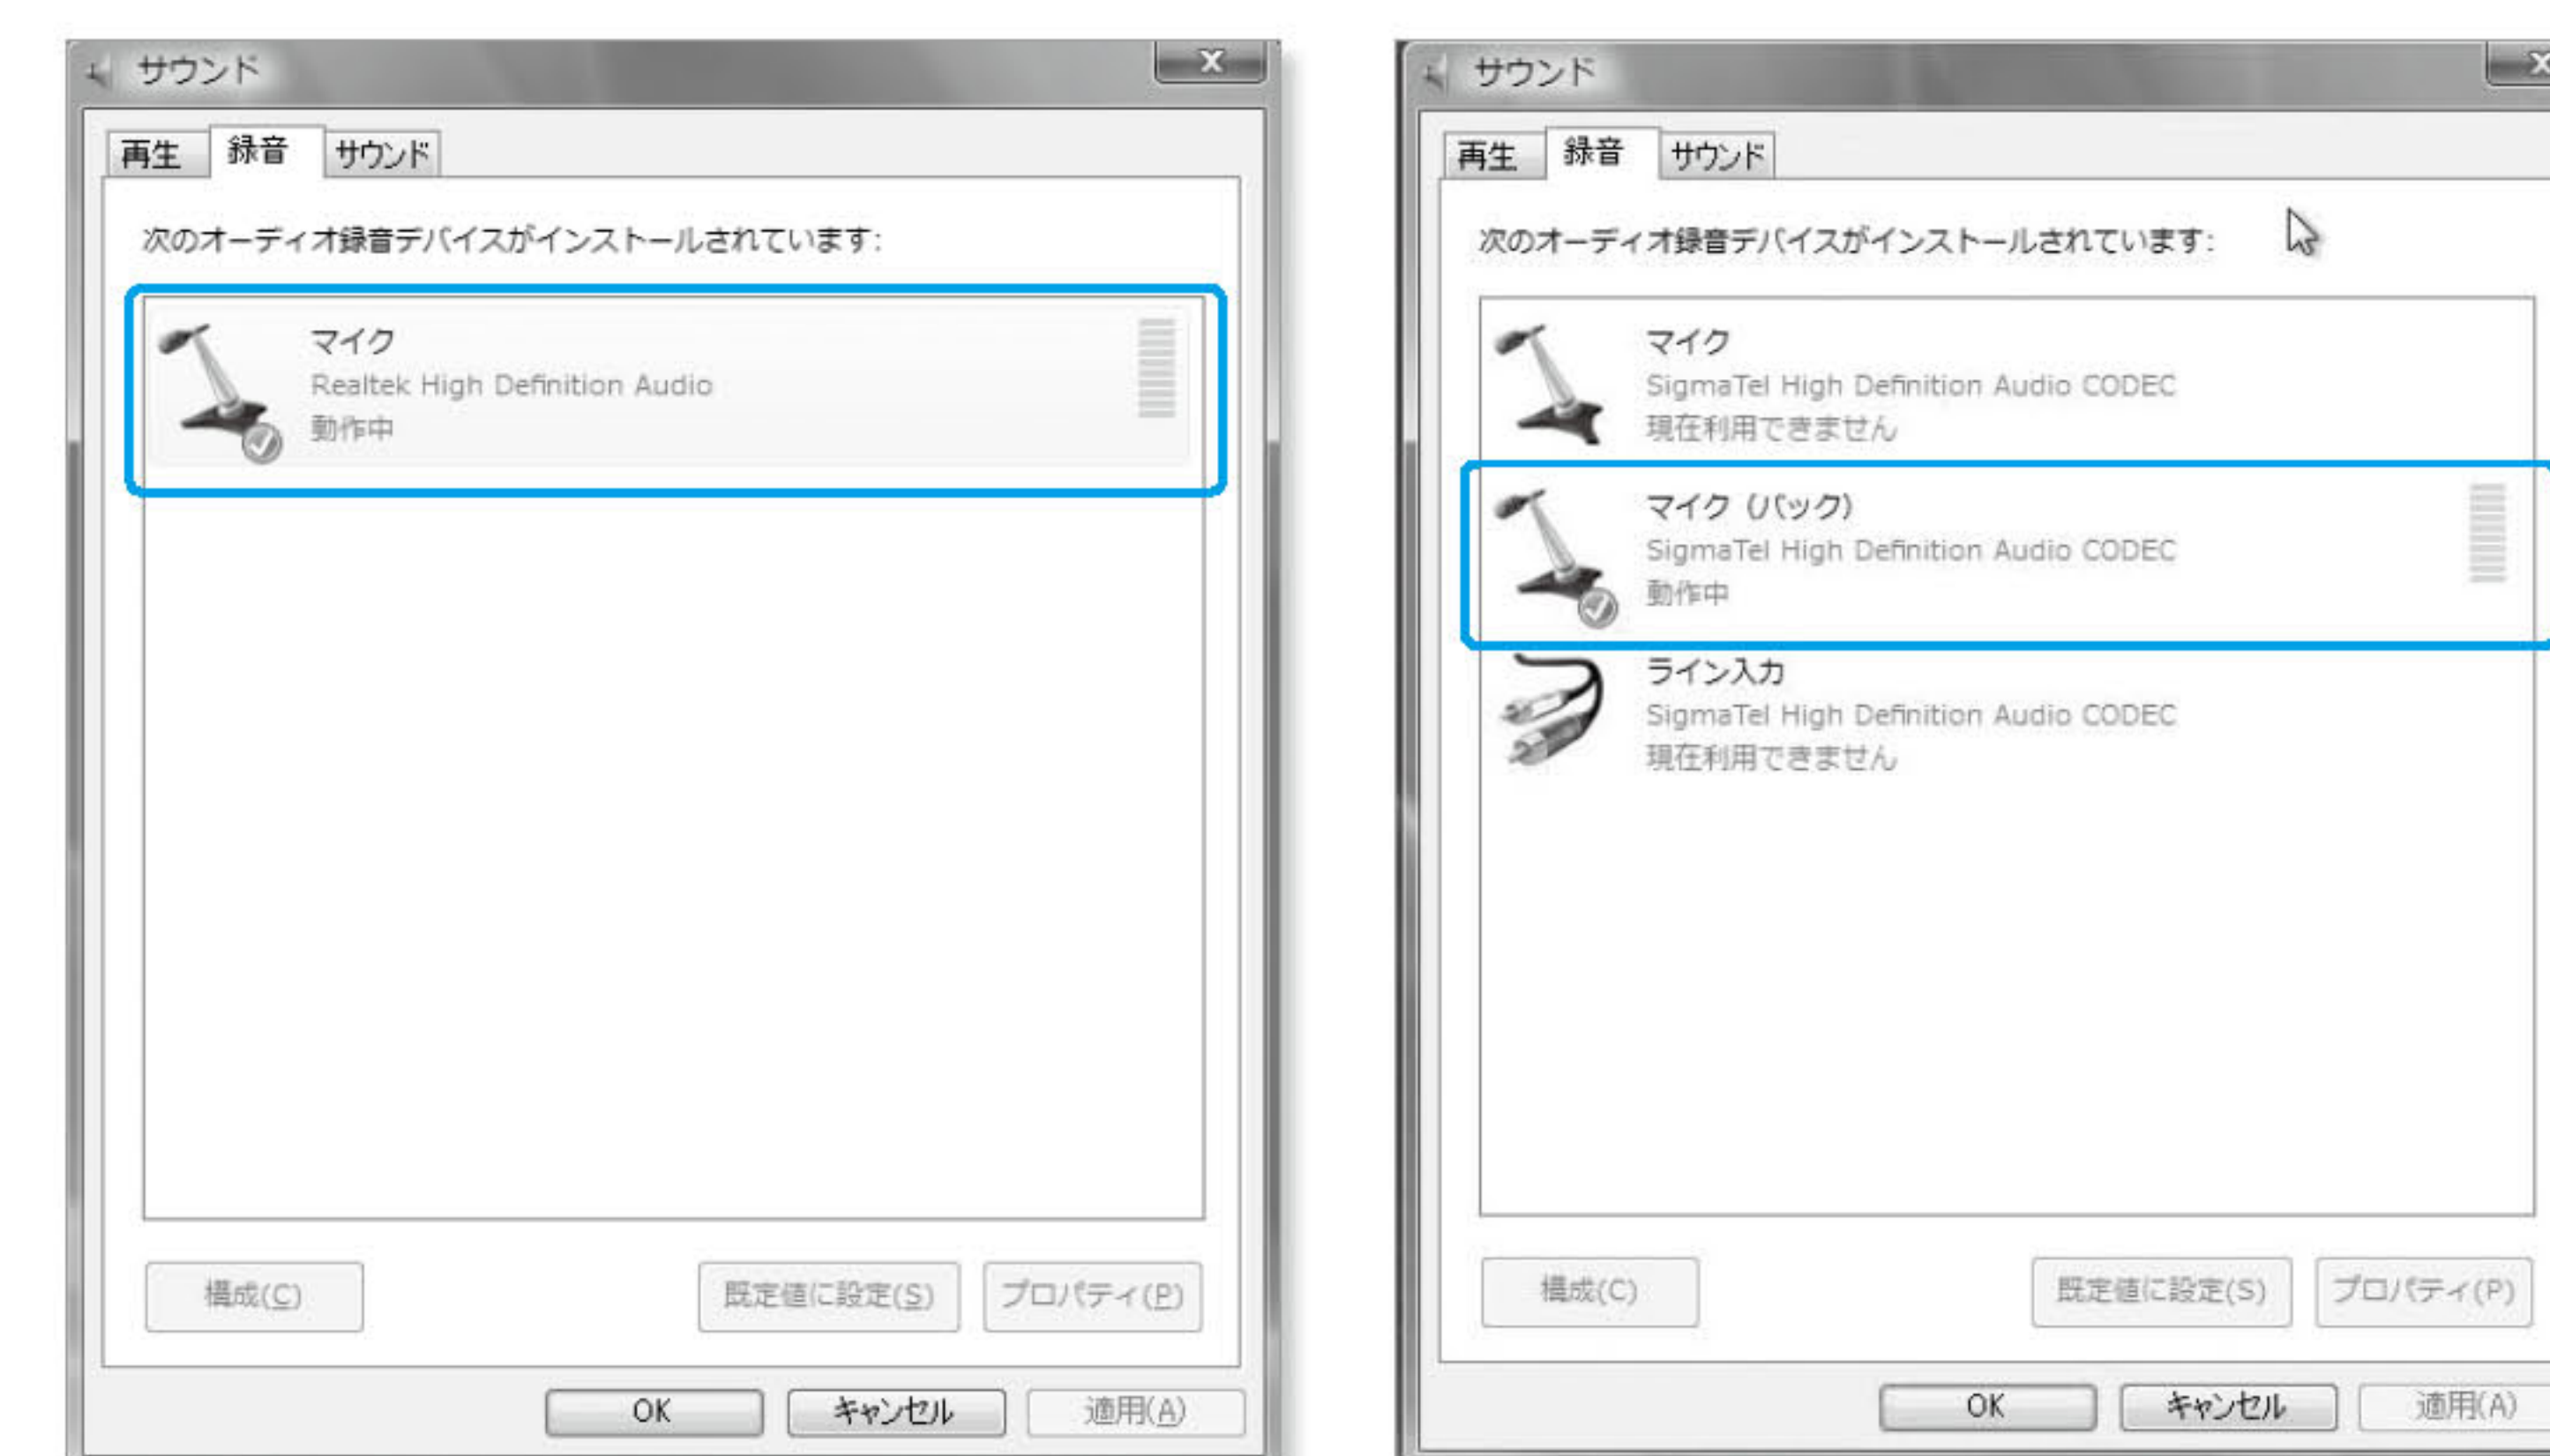 サウンド
再生 録音 サウンド
次のオーディオ録音デバイスがインストールされています:
マイク
Realtek High Definition Audio
動作中
構成(C) 既定値に設定(S) プロパティ(P)
OK キャンセル 適用(A)
サウンド
再生 録音 サウンド
次のオーディオ録音デバイスがインストールされています:
マイク
SigmaTel High Definition Audio CODEC
現在利用できません
マイク (バック)
SigmaTel High Definition Audio CODEC
動作中
ライン入力
SigmaTel High Definition Audio CODEC
現在利用できません
構成(C) 既定値に設定(S) プロパティ(P)
OK キャンセル 適用(A)